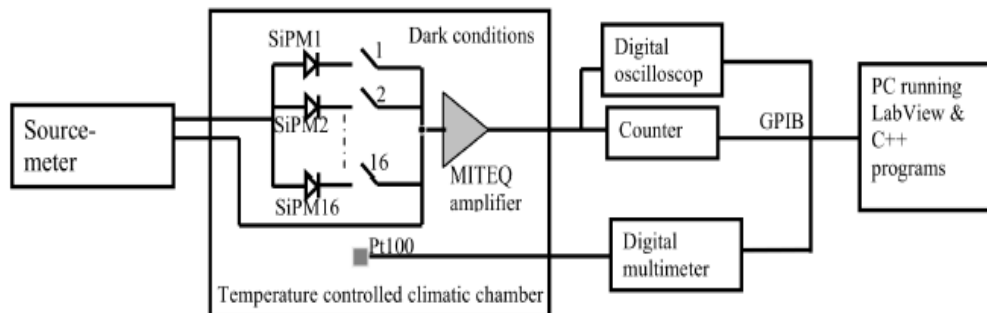 SiPM1
1
Dark conditions
Digital
oscilloscop
PC running
LabView &
C++
programs
Source-
meter
SiPM2
2
Counter
GPIB
16
MITEQ
amplifier
SiPM16
Pt100
Digital
multimeter
Temperature controlled climatic chamber